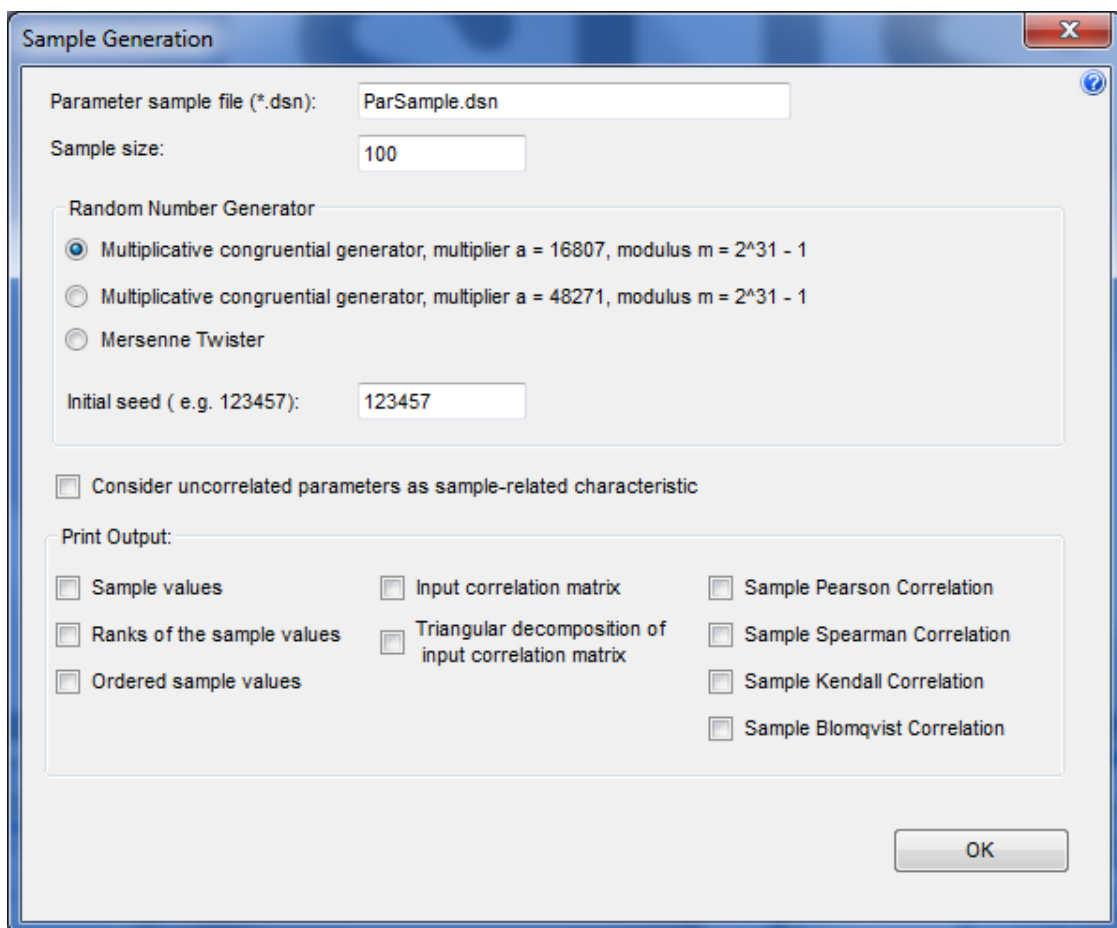 Sample Generation
Parameter sample file (*.dsn): ParSample.dsn
Sample size: 100
Random Number Generator
Multiplicative congruential generator, multiplier a = 16807, modulus m = 2^31 - 1
Multiplicative congruential generator, multiplier a = 48271, modulus m = 2^31 - 1
Mersenne Twister
Initial seed ( e.g. 123457): 123457
Consider uncorrelated parameters as sample-related characteristic
Print Output:
Sample values
Ranks of the sample values
Ordered sample values
Input correlation matrix
Triangular decomposition of
input correlation matrix
Sample Pearson Correlation
Sample Spearman Correlation
Sample Kendall Correlation
Sample Blomqvist Correlation
OK